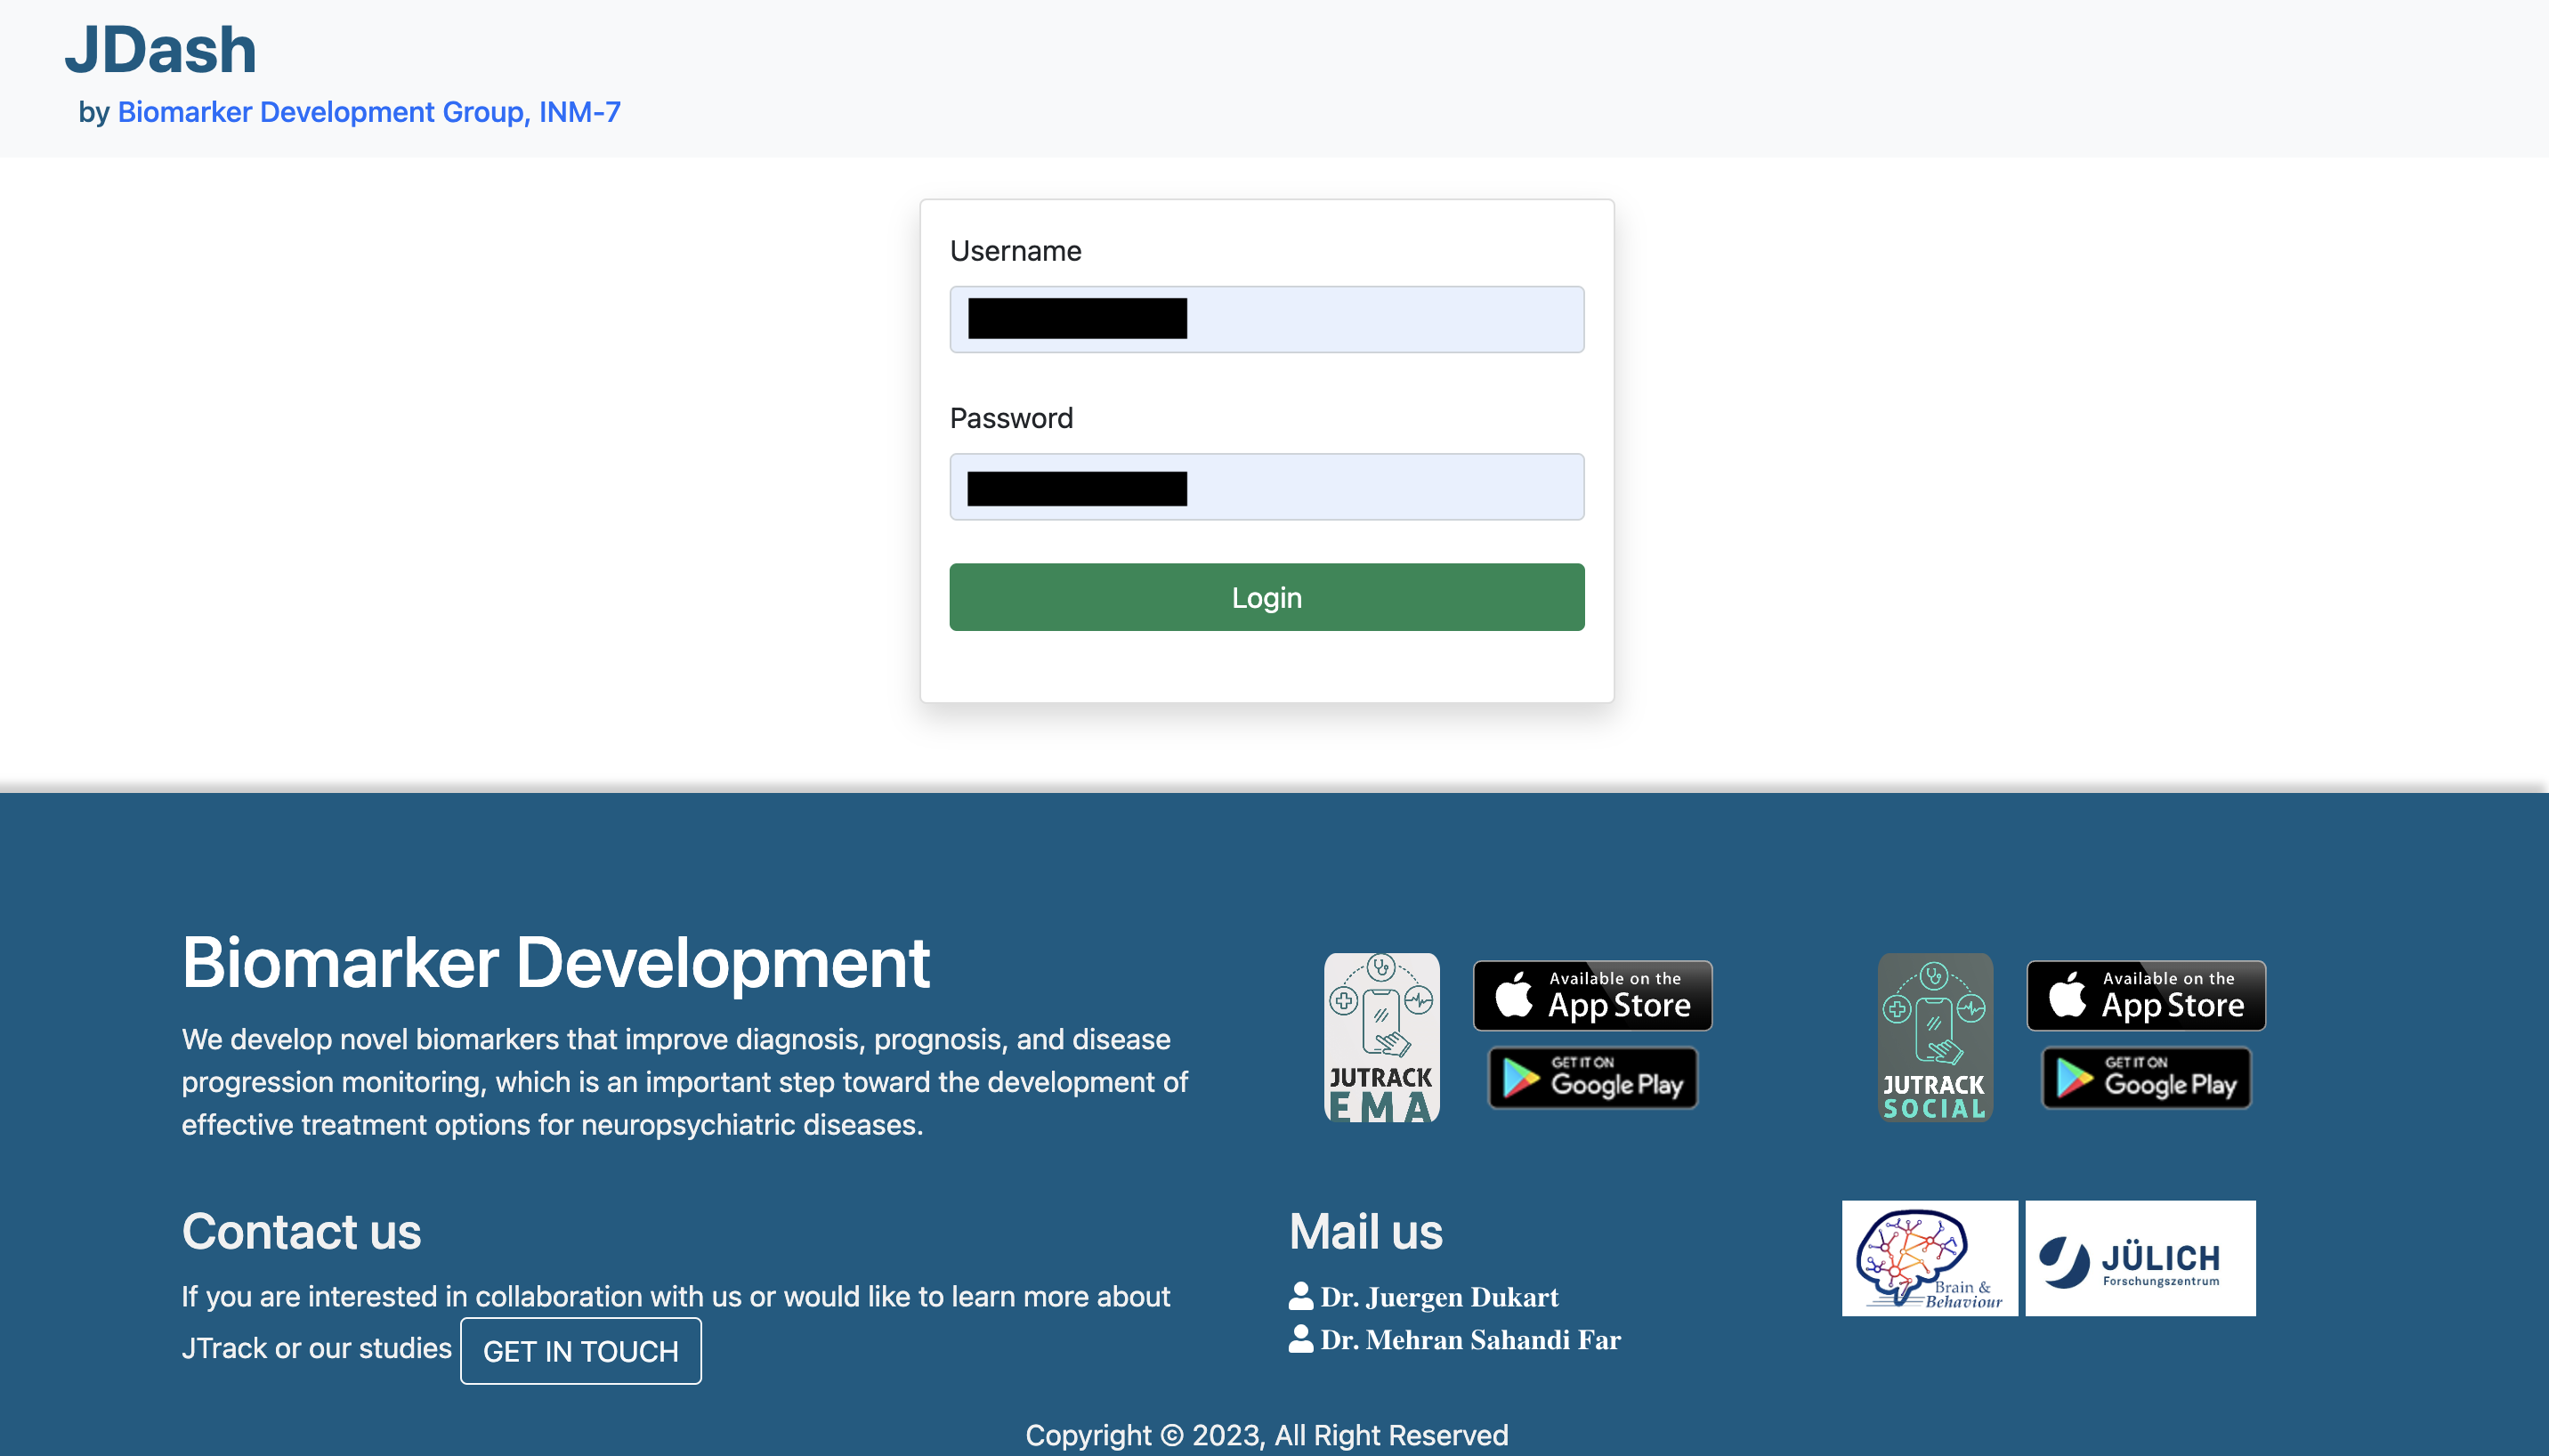 JDash
by Biomarker Development Group, INM-7
Username
Password
Login
Biomarker Development
We develop novel biomarkers that improve diagnosis, prognosis, and disease
progression monitoring, which is an important step toward the development of
effective treatment options for neuropsychiatric diseases.
JUTRACK
EMA
Available on the
App Store
GET IT ON
Google Play
JUTRACK
SOCIAL
Available on the
App Store
GET IT ON
Google Play
Contact us
If you are interested in collaboration with us or would like to learn more about
JTrack or our studies GET IN TOUCH
Mail us
Dr. Juergen Dukart
Dr. Mehran Sahandi Far
Brain &
Behaviour
JÜLICH
Forschungszentrum
Copyright © 2023, All Right Reserved